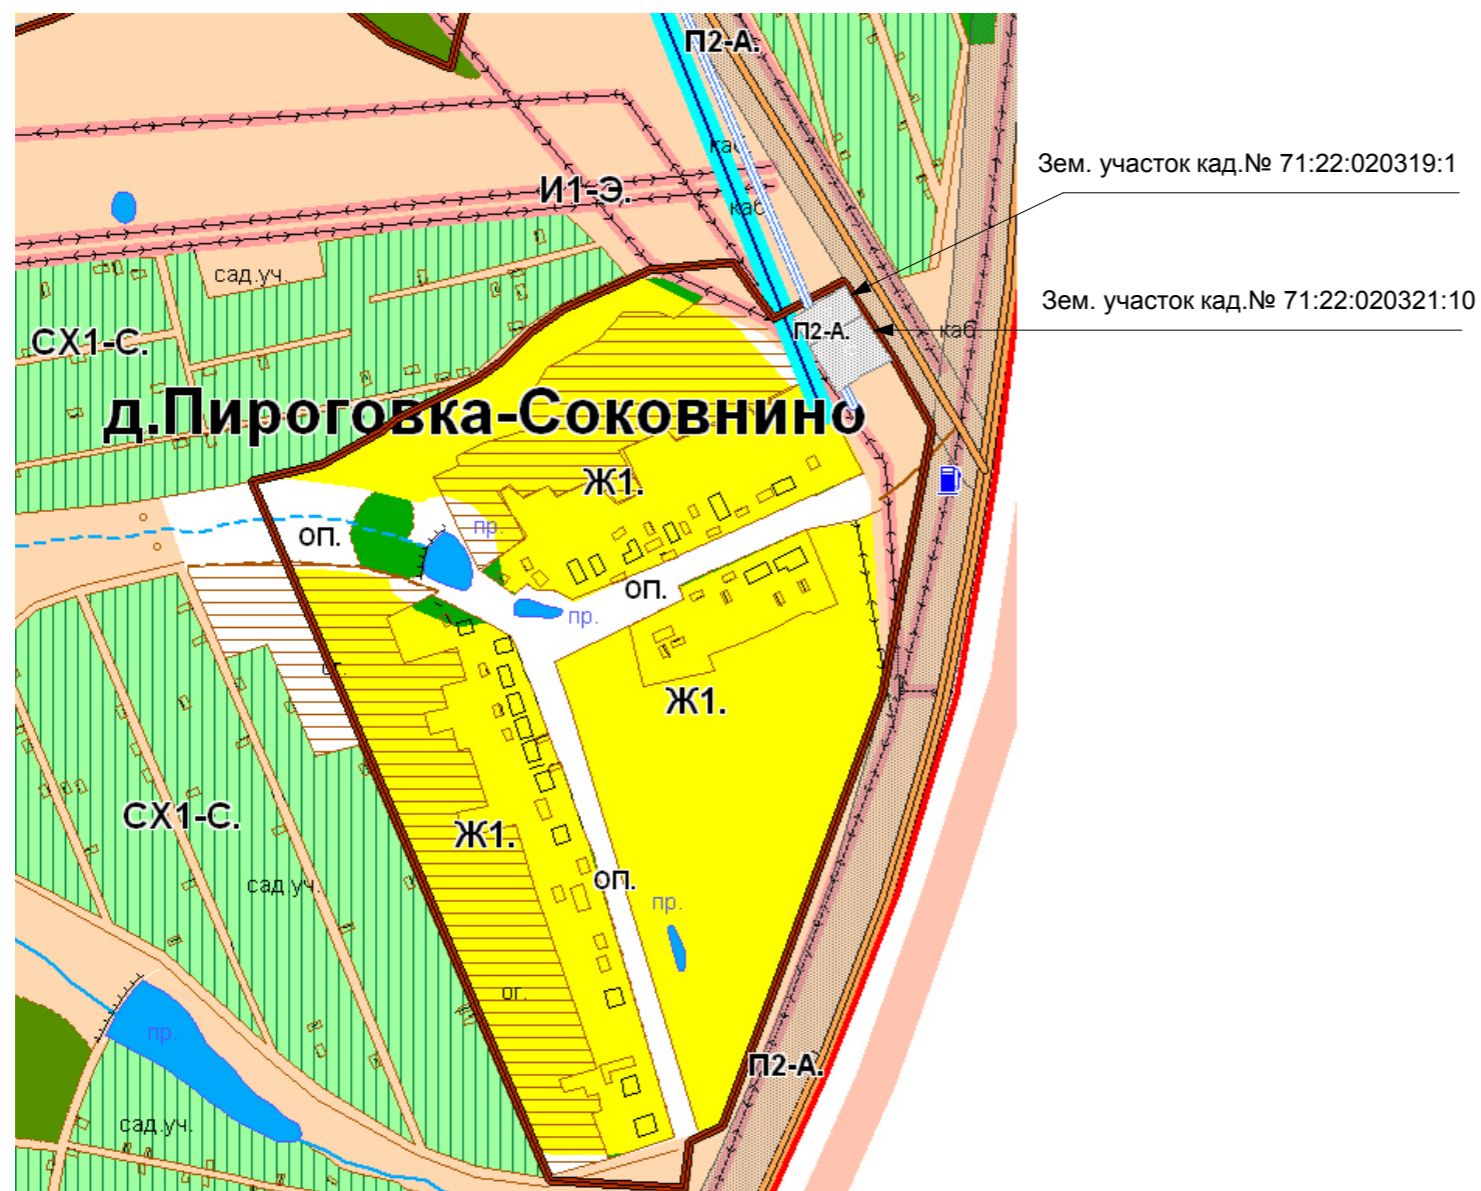 П2-А.
каб.
Зем. участок кад.№ 71:22:020319:1
И1-Э.
каб
сад.уч.
Зем. участок кад.№ 71:22:020321:10
П2-А.
каб.
СХ1-С.
д.Пироговка-Соковнино
Ж1.
пр.
ОП.
ОП.
пр.
ог.
Ж1.
СХ1-С.
Ж1.
сад.уч.
ОП.
пр.
ог.
пр.
П2-А.
сад.уч.